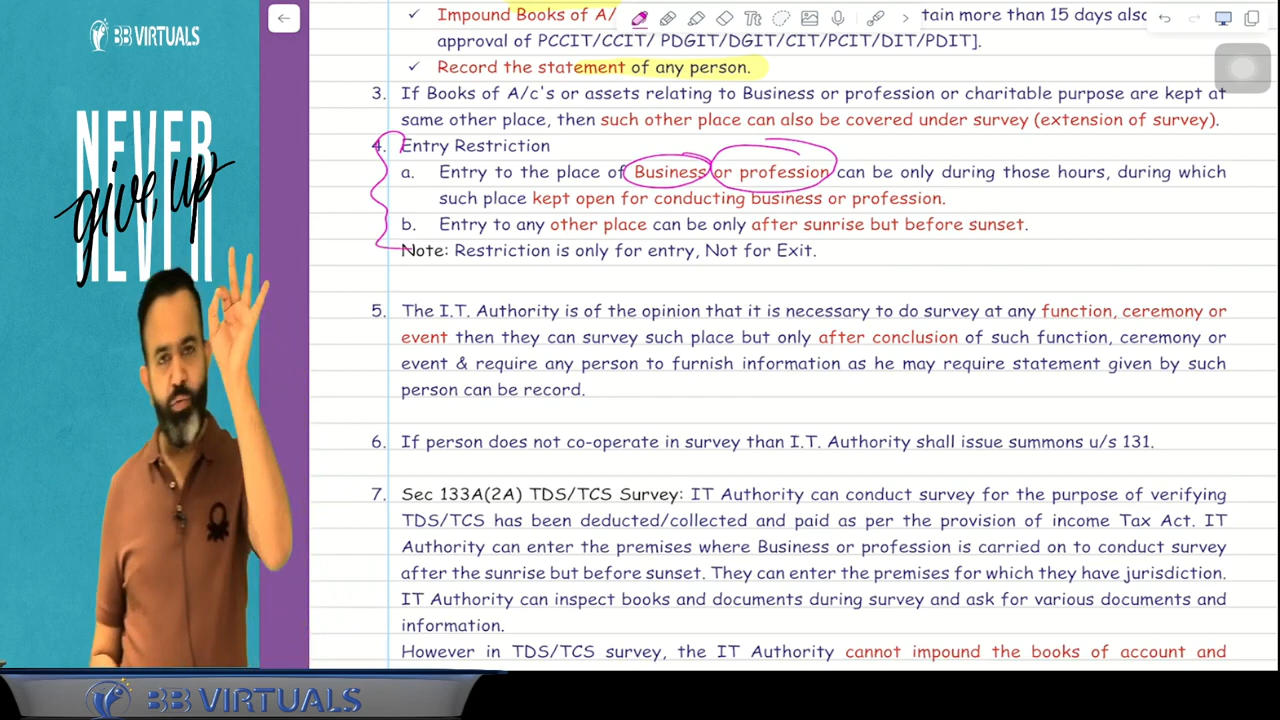 BB VIRTUALS
NEVER
give up
NEVER
✓ Impound Books of A/ tain more than 15 days also
approval of PCCIT/CCIT/ PDGIT/DGIT/CIT/PCIT/DIT/PDIT].
✓ Record the statement of any person.
3. If Books of A/c's or assets relating to Business or profession or charitable purpose are kept at
same other place, then such other place can also be covered under survey (extension of survey).
4. Entry Restriction
a. Entry to the place of Business or profession can be only during those hours, during which
such place kept open for conducting business or profession.
b. Entry to any other place can be only after sunrise but before sunset.
Note: Restriction is only for entry, Not for Exit.
5. The I.T. Authority is of the opinion that it is necessary to do survey at any function, ceremony or
event then they can survey such place but only after conclusion of such function, ceremony or
event & require any person to furnish information as he may require statement given by such
person can be record.
6. If person does not co-operate in survey than I.T. Authority shall issue summons u/s 131.
7. Sec 133A(2A) TDS/TCS Survey: IT Authority can conduct survey for the purpose of verifying
TDS/TCS has been deducted/collected and paid as per the provision of income Tax Act. IT
Authority can enter the premises where Business or profession is carried on to conduct survey
after the sunrise but before sunset. They can enter the premises for which they have jurisdiction.
IT Authority can inspect books and documents during survey and ask for various documents and
information.
However in TDS/TCS survey, the IT Authority cannot impound the books of account and
BB VIRTUALS